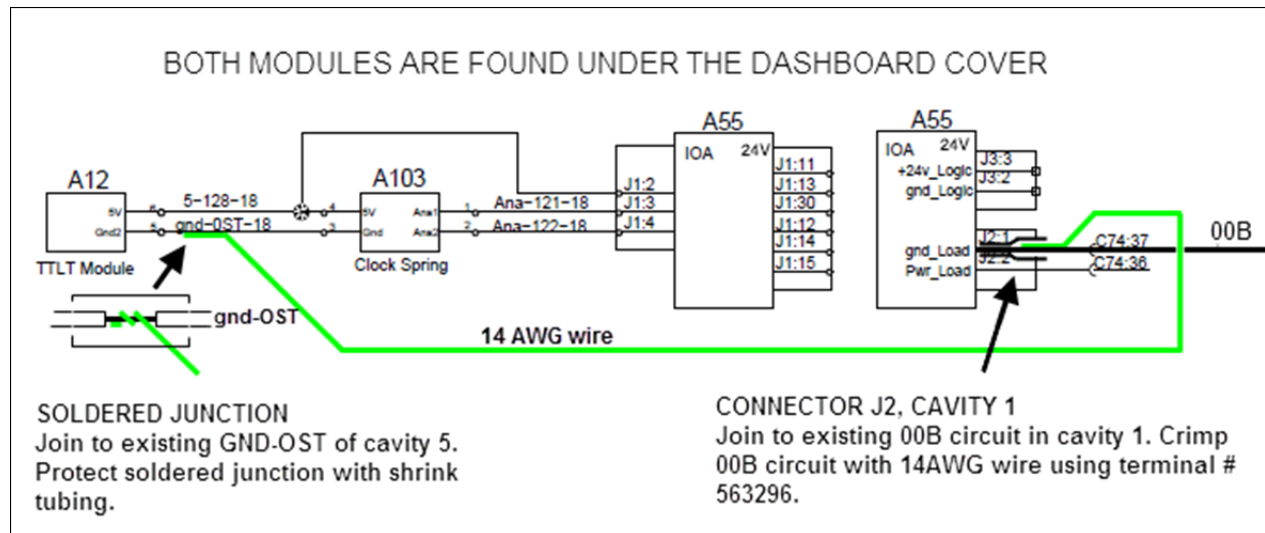 BOTH MODULES ARE FOUND UNDER THE DASHBOARD COVER
A12
5V
Gnd2
TTLT Module
6
5
5-128-18
gnd-0ST-18
4
3
A103
5V
Gnd
Ana1
Ana2
Clock Spring
1
2
Ana-121-18
Ana-122-18
J1:2
J1:3
J1:4
A55
IOA
24V
J1:11
J1:13
J1:30
J1:12
J1:14
J1:15
A55
IOA
24V
+24v_Logic
gnd_Logic
gnd_Load
Pwr_Load
J3:3
J3:2
J2:1
J2:2
C74:37
C74:36
00B
gnd-OST
14 AWG wire
SOLDERED JUNCTION
Join to existing GND-OST of cavity 5.
Protect soldered junction with shrink
tubing.
CONNECTOR J2, CAVITY 1
Join to existing 00B circuit in cavity 1. Crimp
00B circuit with 14AWG wire using terminal #
563296.